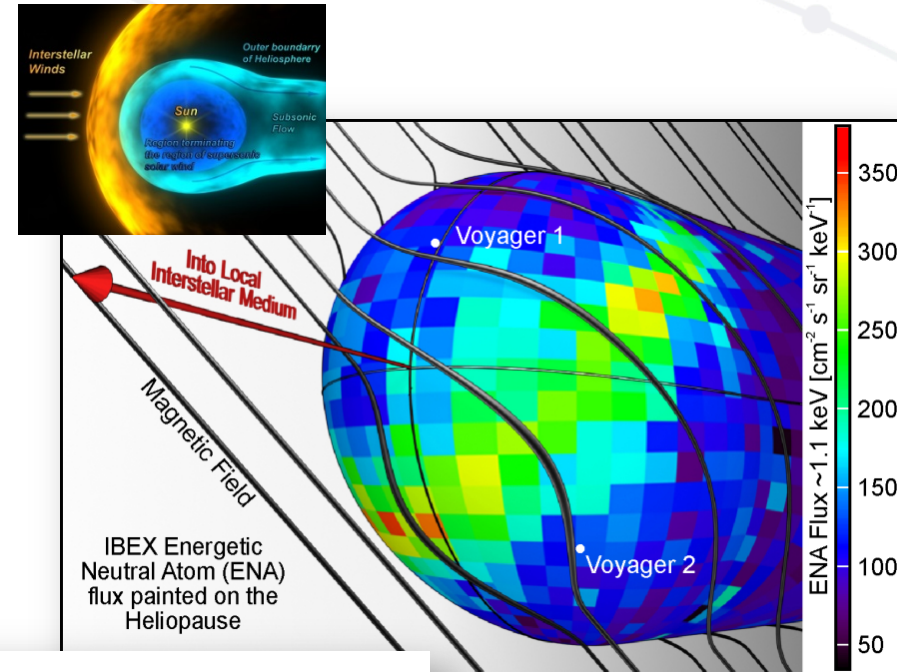 Interstellar
Winds
Outer boundarry
of Heliosphere
Sun
Subsonic
Flow
Region terminating
the region of supersonic
solar wind
Voyager 1
Into Local
Interstellar Medium
Magnetic Field
Voyager 2
IBEX Energetic
Neutral Atom (ENA)
flux painted on the
Heliopause
ENA Flux ~1.1 keV [cm⁻² s⁻¹ sr⁻¹ keV⁻¹]
350
300
250
200
150
100
50